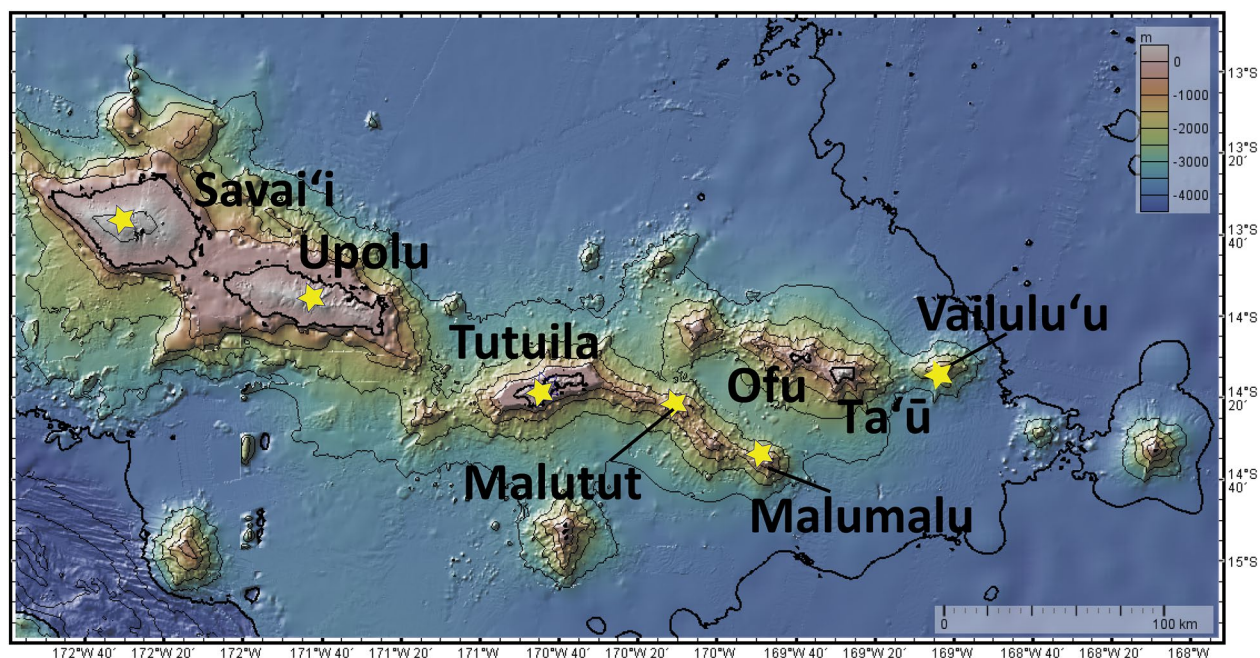 m
0
-1000
-2000
-3000
-4000
13°S
13°S
20´
13°S
40´
14°S
14°S
20´
14°S
40´
15°S
Savai‘i
Upolu
Vailulu‘u
Tutuila
Ofu
Ta‘ū
Malutut
Malumalu
0 100 km
172°W 40´ 172°W 20´ 172°W 171°W 40´ 171°W 20´ 171°W 170°W 40´ 170°W 20´ 170°W 169°W 40´ 169°W 20´ 169°W 168°W 40´ 168°W 20´ 168°W